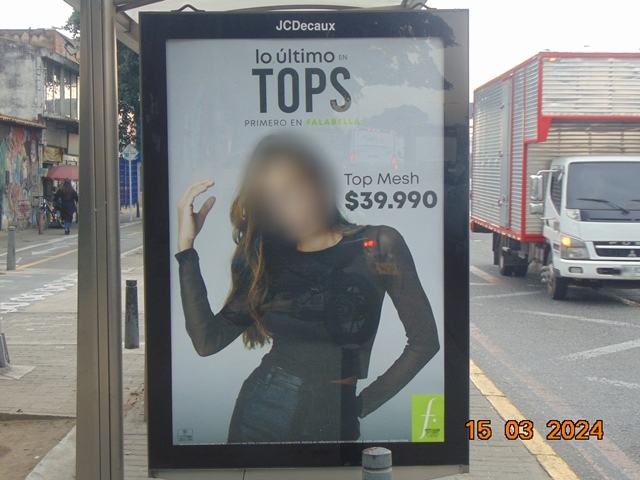 JCDecaux
lo último EN
TOPS
PRIMERO EN FALABELLA
Top Mesh
$39.990
f.
15 03 2024